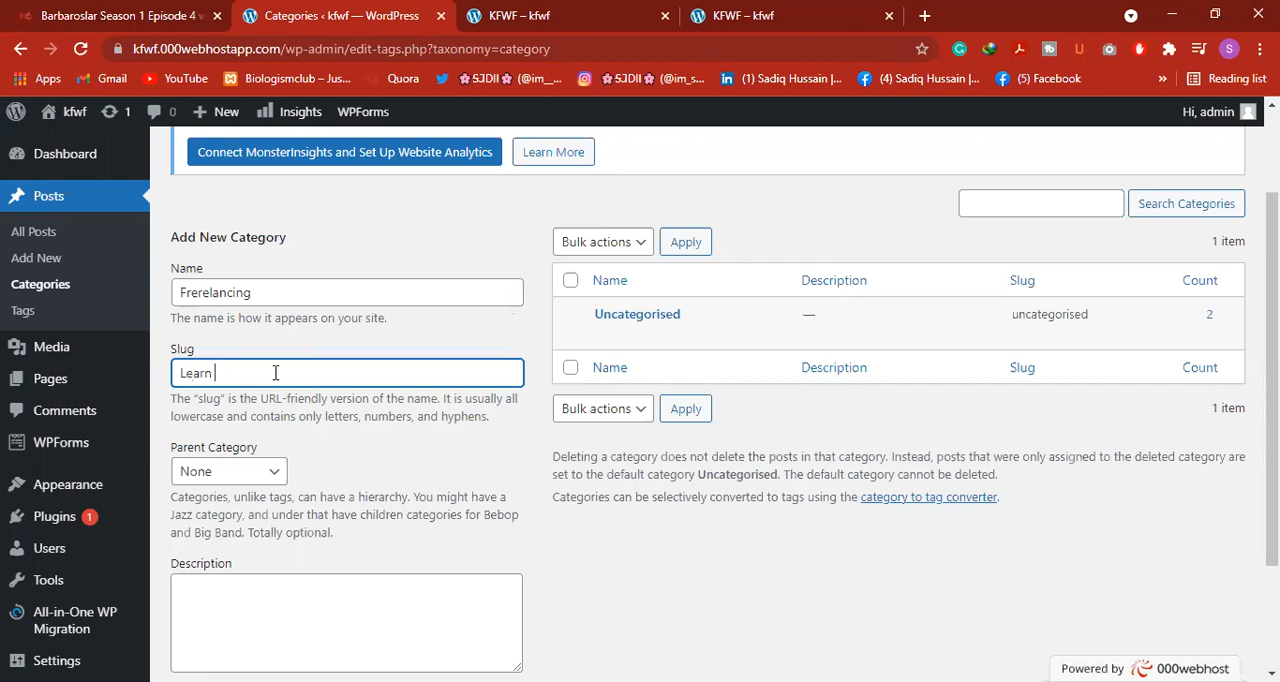 Barbaroslar Season 1 Episode 4 v
Categories ‹ kfwf — WordPress
KFWF – kfwf
KFWF – kfwf
kfwf.000webhostapp.com/wp-admin/edit-tags.php?taxonomy=category
S
Apps
Gmail
YouTube
Biologismclub – Jus...
Quora
🌸SJDII🌸 (@im__...
🌸SJDII🌸 (@im_s...
(1) Sadiq Hussain |...
(4) Sadiq Hussain |...
(5) Facebook
»
Reading list
kfwf
1
0
New
Insights
WPForms
Hi, admin
Dashboard
Posts
All Posts
Add New
Categories
Tags
Media
Pages
Comments
WPForms
Appearance
Plugins 1
Users
Tools
All-in-One WP
Migration
Settings
Connect MonsterInsights and Set Up Website Analytics
Learn More
Search Categories
Add New Category
Name
Frerelancing
The name is how it appears on your site.
Slug
Learn
The “slug” is the URL-friendly version of the name. It is usually all
lowercase and contains only letters, numbers, and hyphens.
Parent Category
None
Categories, unlike tags, can have a hierarchy. You might have a
Jazz category, and under that have children categories for Bebop
and Big Band. Totally optional.
Description
Bulk actions
Apply
1 item
Name Description Slug Count
Uncategorised — uncategorised 2
Name Description Slug Count
Bulk actions
Apply
1 item
Deleting a category does not delete the posts in that category. Instead, posts that were only assigned to the deleted category are
set to the default category Uncategorised. The default category cannot be deleted.
Categories can be selectively converted to tags using the category to tag converter.
Powered by 000webhost